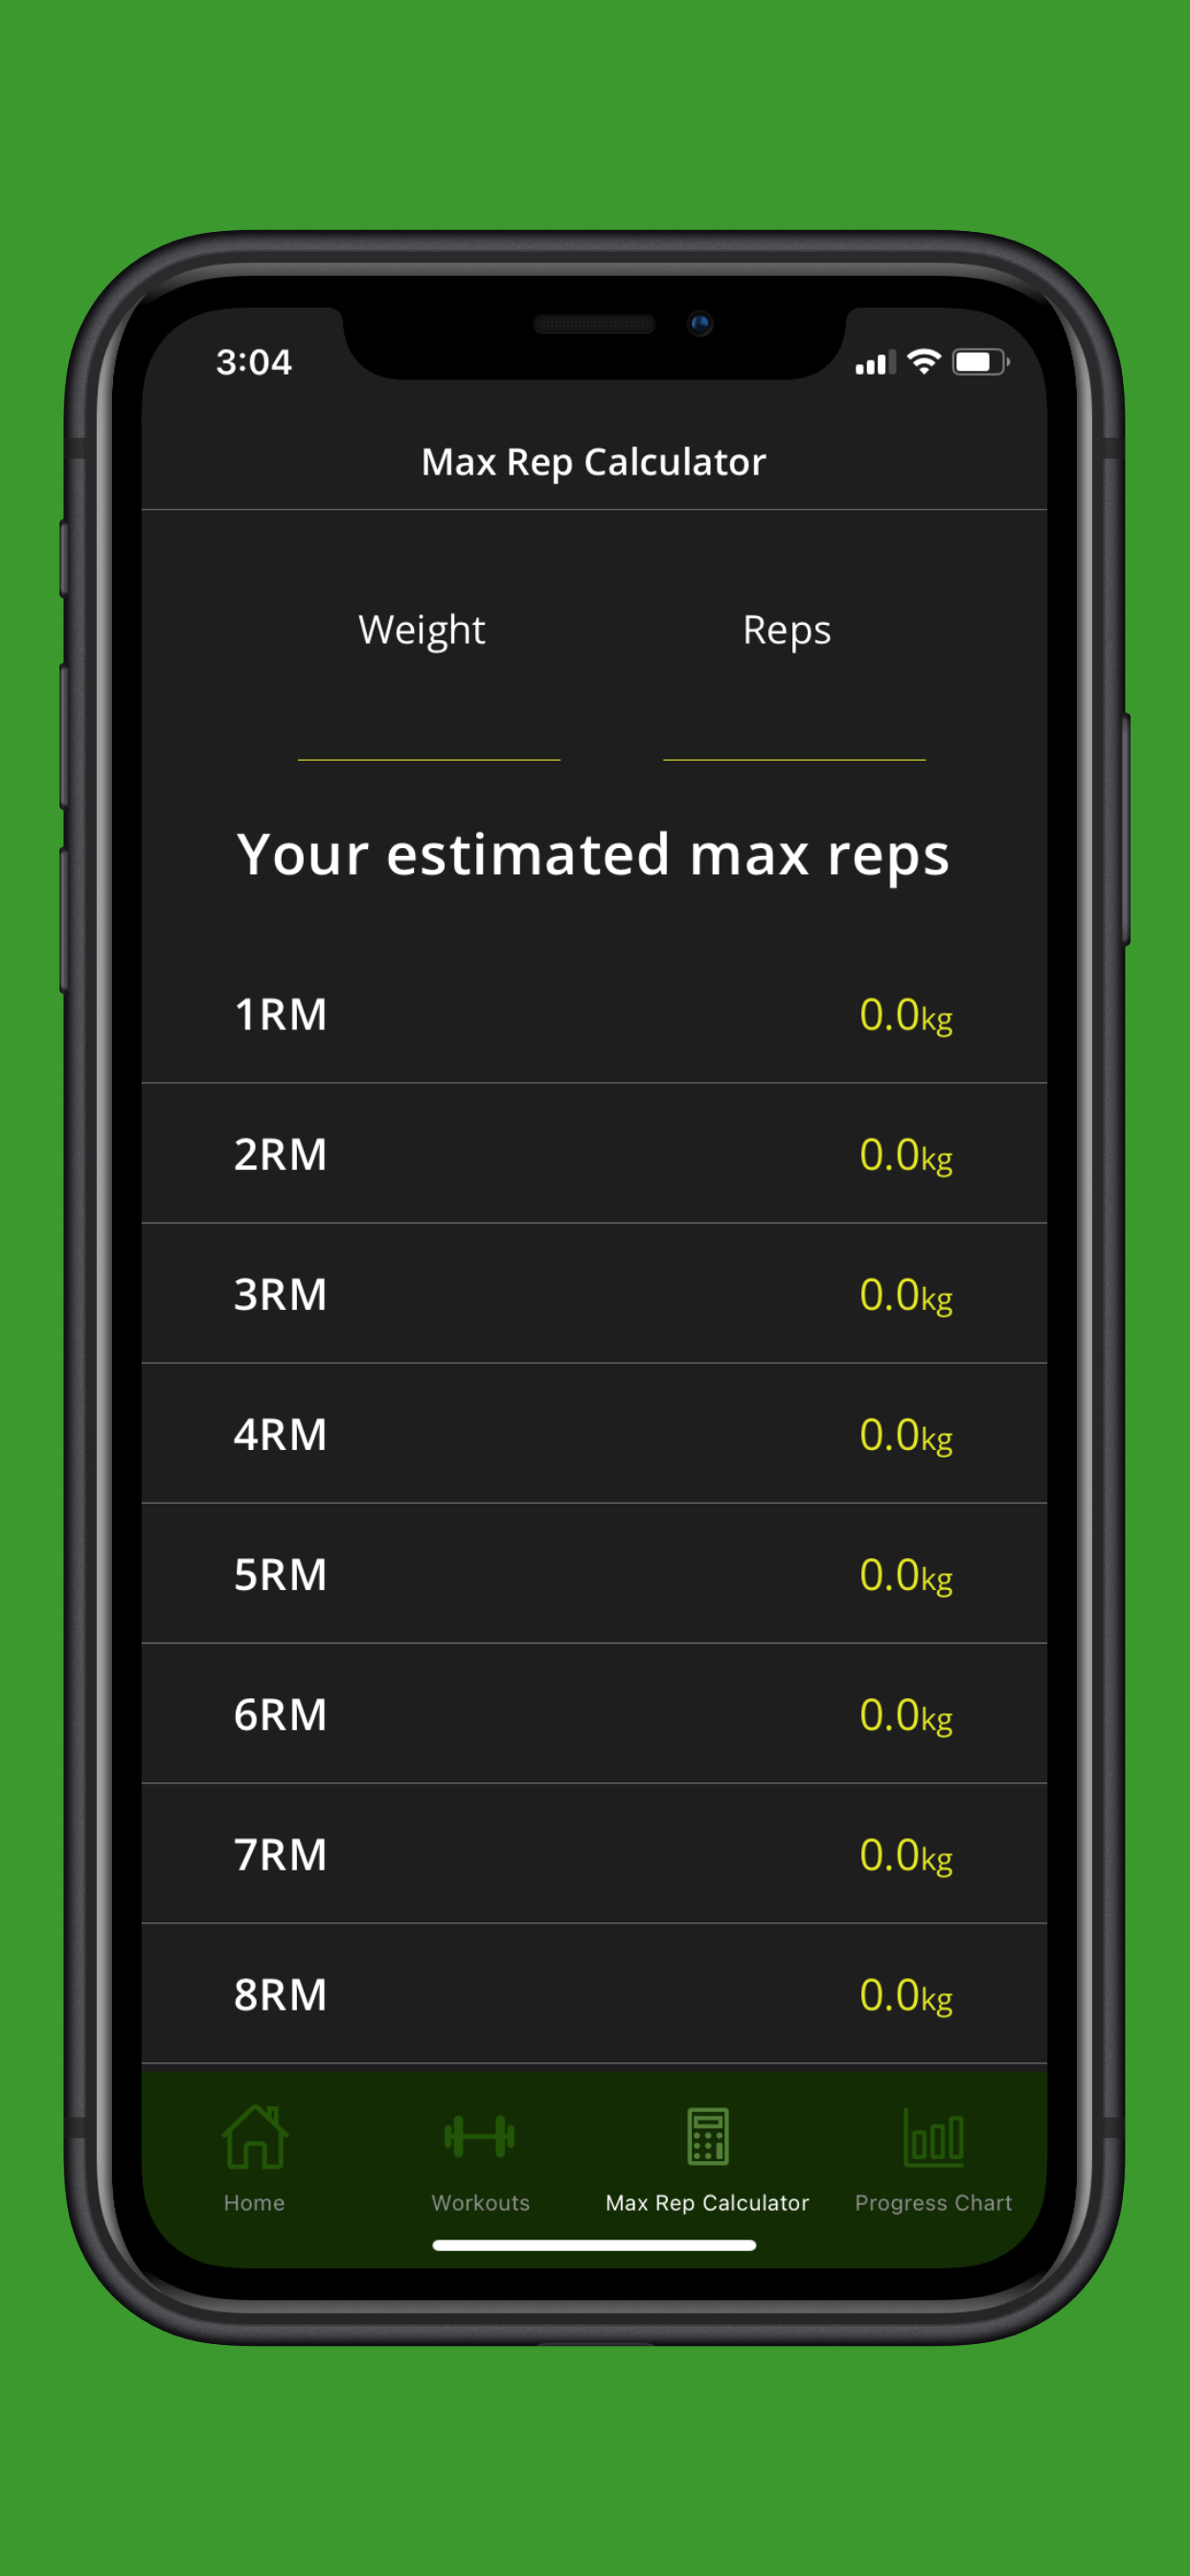 3:04
Max Rep Calculator
Weight Reps
Your estimated max reps
1RM 0.0kg
2RM 0.0kg
3RM 0.0kg
4RM 0.0kg
5RM 0.0kg
6RM 0.0kg
7RM 0.0kg
8RM 0.0kg
Home Workouts Max Rep Calculator Progress Chart